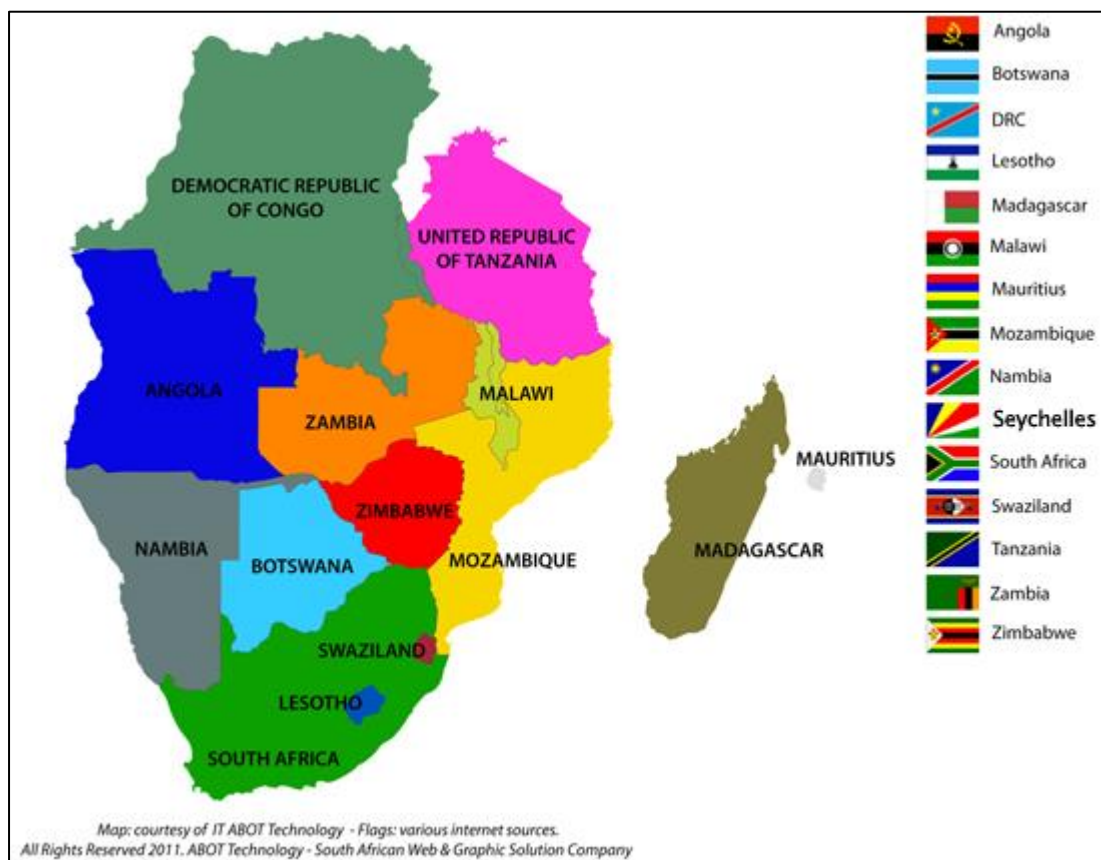 DEMOCRATIC REPUBLIC
OF CONGO
UNITED REPUBLIC
OF TANZANIA
ANGOLA
ZAMBIA
MALAWI
NAMBIA
ZIMBABWE
BOTSWANA
MOZAMBIQUE
MAURITIUS
MADAGASCAR
SWAZILAND
LESOTHO
SOUTH AFRICA
Angola
Botswana
DRC
Lesotho
Madagascar
Malawi
Mauritius
Mozambique
Nambia
Seychelles
South Africa
Swaziland
Tanzania
Zambia
Zimbabwe
Map: courtesy of IT ABOT Technology - Flags: various internet sources.
All Rights Reserved 2011. ABOT Technology - South African Web & Graphic Solution Company